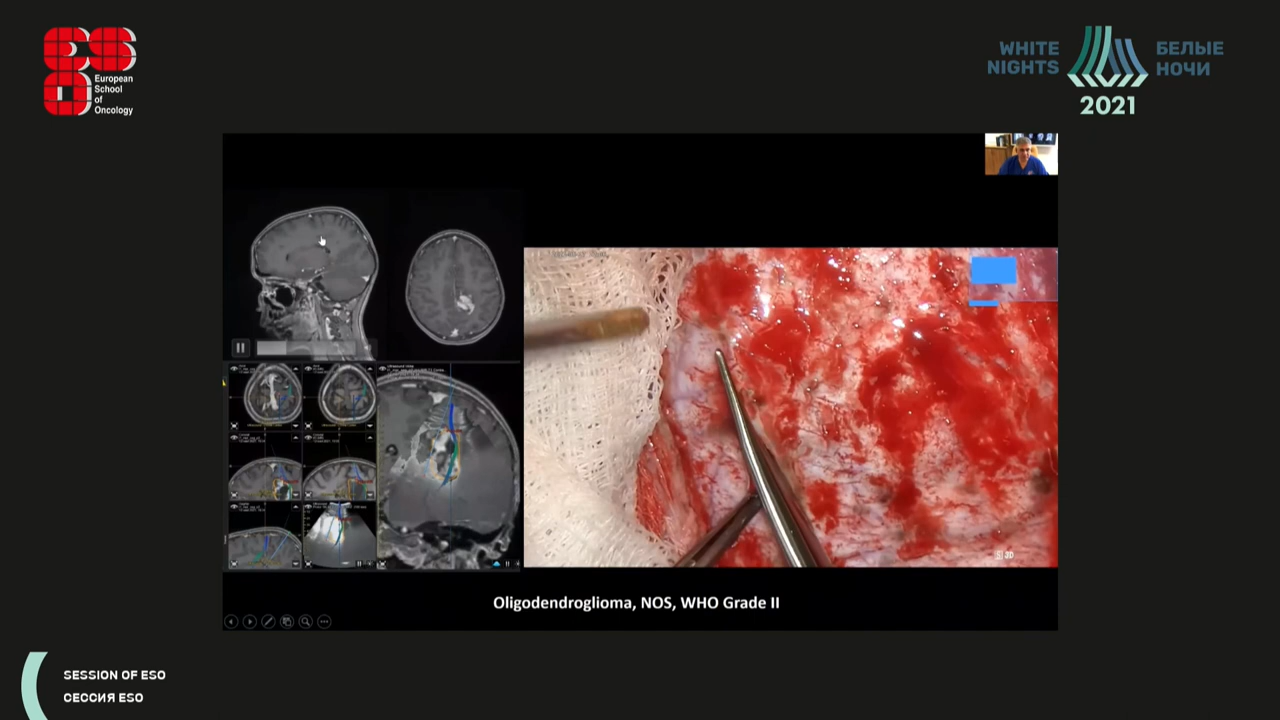 European
School
of
Oncology
WHITE
NIGHTS
БЕЛЫЕ
НОЧИ
2021
Oligodendroglioma, NOS, WHO Grade II
SESSION OF ESO
СЕССИЯ ESO